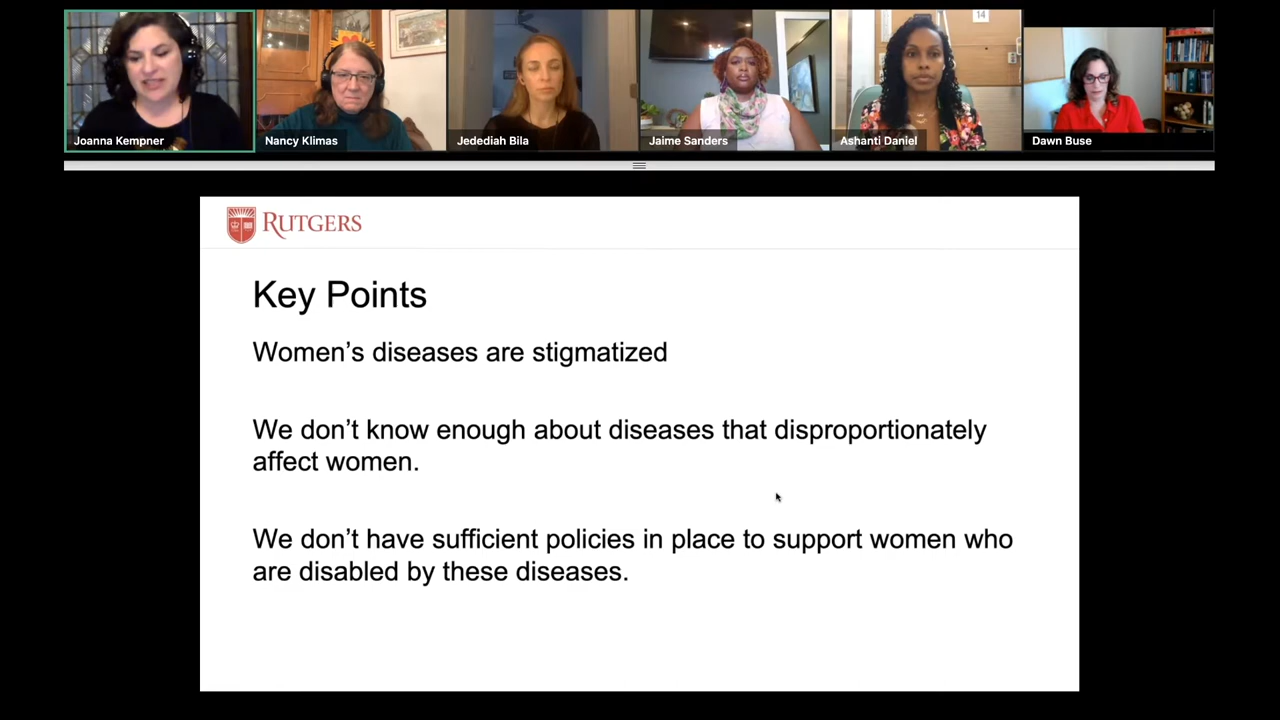 14
Joanna Kempner
Nancy Klimas
Jedediah Bila
Jaime Sanders
Ashanti Daniel
Dawn Buse
RUTGERS
Key Points
Women’s diseases are stigmatized
We don’t know enough about diseases that disproportionately
affect women.
We don’t have sufficient policies in place to support women who
are disabled by these diseases.